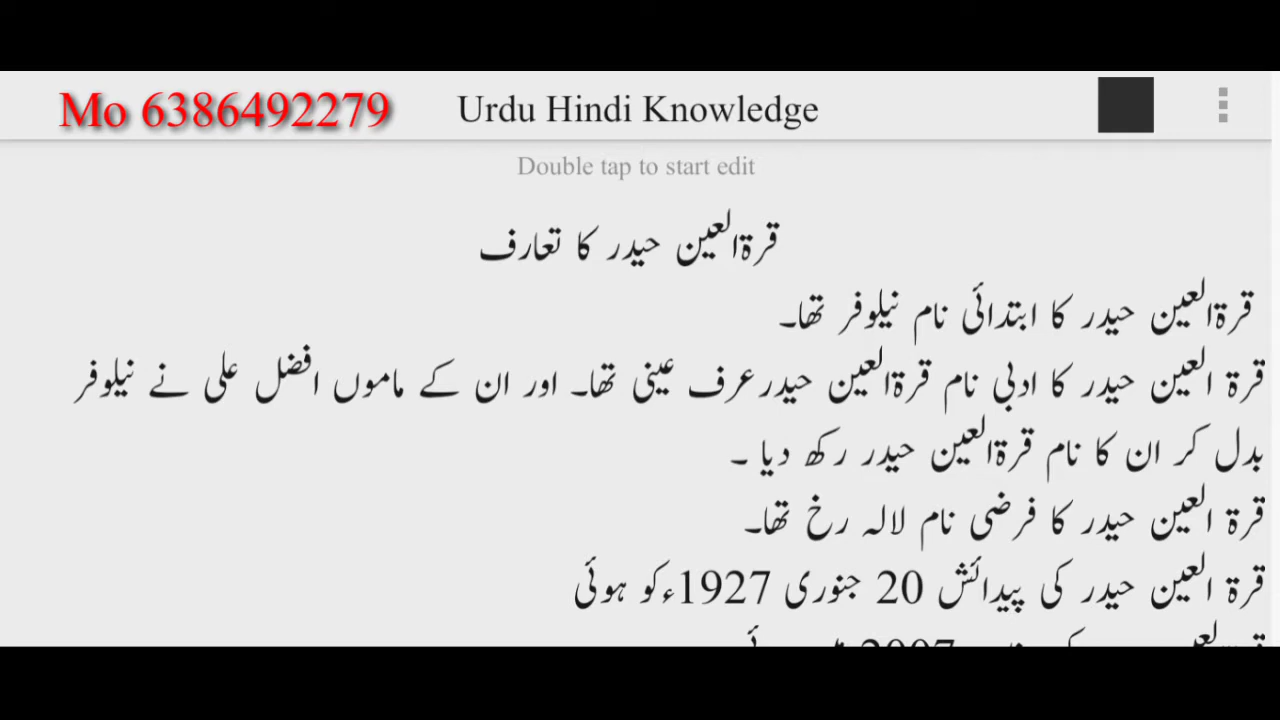 Mo 6386492279
Urdu Hindi Knowledge
Double tap to start edit
قرۃالعین حیدر کا تعارف
قرۃالعین حیدر کا ابتدائی نام نیلوفر تھا۔
قرۃ العین حیدر کا ادبی نام قرۃالعین حیدرعرف عینی تھا۔ اور ان کے ماموں افضل علی نے نیلوفر
بدل کر ان کا نام قرۃالعین حیدر رکھ دیا ۔
قرۃ العین حیدر کا فرضی نام لالہ رخ تھا۔
قرۃ العین حیدر کی پیدائش 20 جنوری 1927ء کو ہوئی
2007